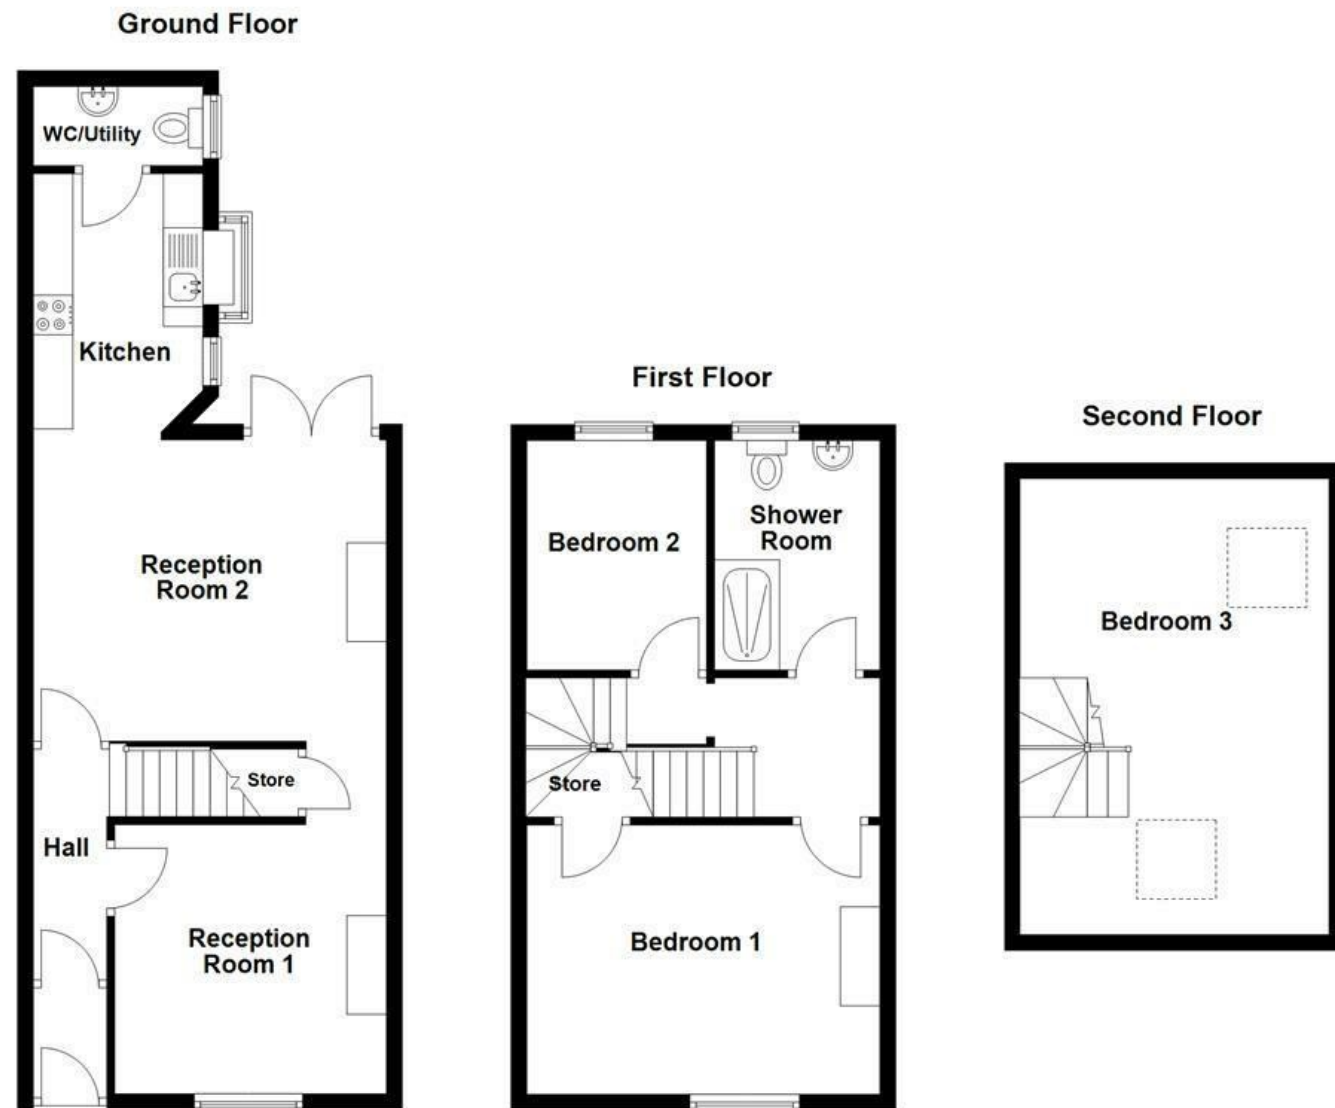 Ground Floor
WC/Utility
Kitchen
Reception
Room 2
Store
Hall
Reception
Room 1
First Floor
Bedroom 2
Shower
Room
Store
Bedroom 1
Second Floor
Bedroom 3